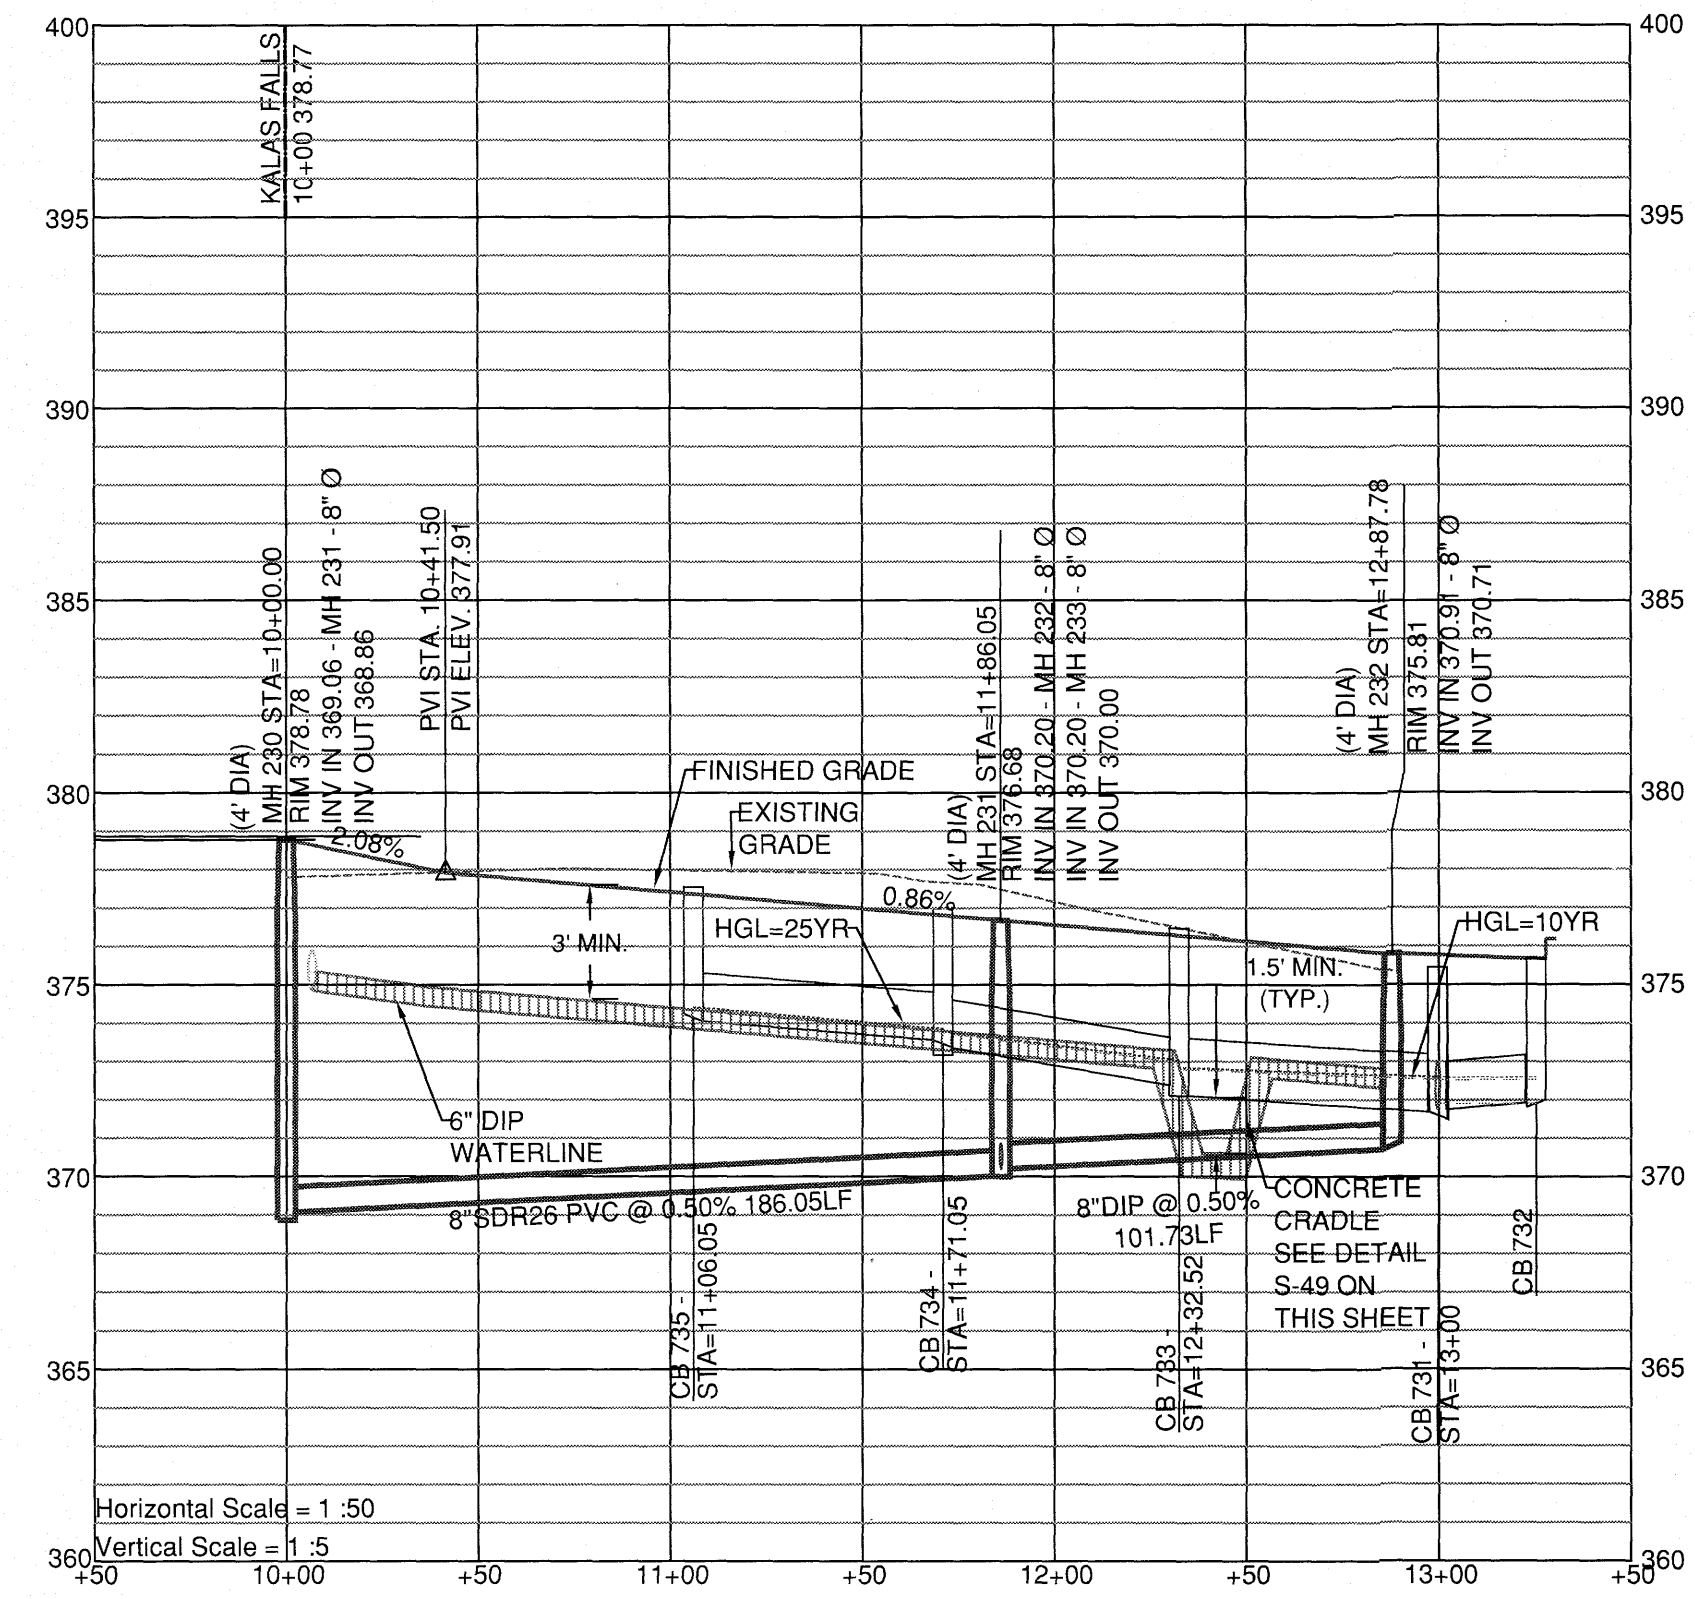 400
400
KALAS FALLS
10+00 378.77
395
395
390
390
385
385
(4' DIA)
MH 230 STA=10+00.00
RIM 378.78
INV IN 369.06 - MH 231 - 8" Ø
INV OUT 368.86
PVI STA. 10+41.50
PVI ELEV. 377.91
(4' DIA)
MH 231 STA=11+86.05
RIM 376.68
INV IN 370.20 - MH 232 - 8" Ø
INV IN 370.20 - MH 233 - 8" Ø
INV OUT 370.00
(4' DIA)
MH 232 STA=12+87.78
RIM 375.81
INV IN 370.91 - 8" Ø
INV OUT 370.71
380
380
FINISHED GRADE
EXISTING
GRADE
2.08%
0.86%
HGL=25YR
HGL=10YR
3' MIN.
1.5' MIN.
(TYP.)
375
375
6" DIP
WATERLINE
370
370
8"SDR26 PVC @ 0.50% 186.05LF
8"DIP @ 0.50%
101.73LF
CONCRETE
CRADLE
SEE DETAIL
S-49 ON
THIS SHEET
CB 735 -
STA=11+06.05
CB 734 -
STA=11+71.05
CB 733 -
STA=12+32.52
CB 731 -
STA=13+00
CB 732
365
365
Horizontal Scale = 1 :50
Vertical Scale = 1 :5
360
360
+50
10+00
+50
11+00
+50
12+00
+50
13+00
+50